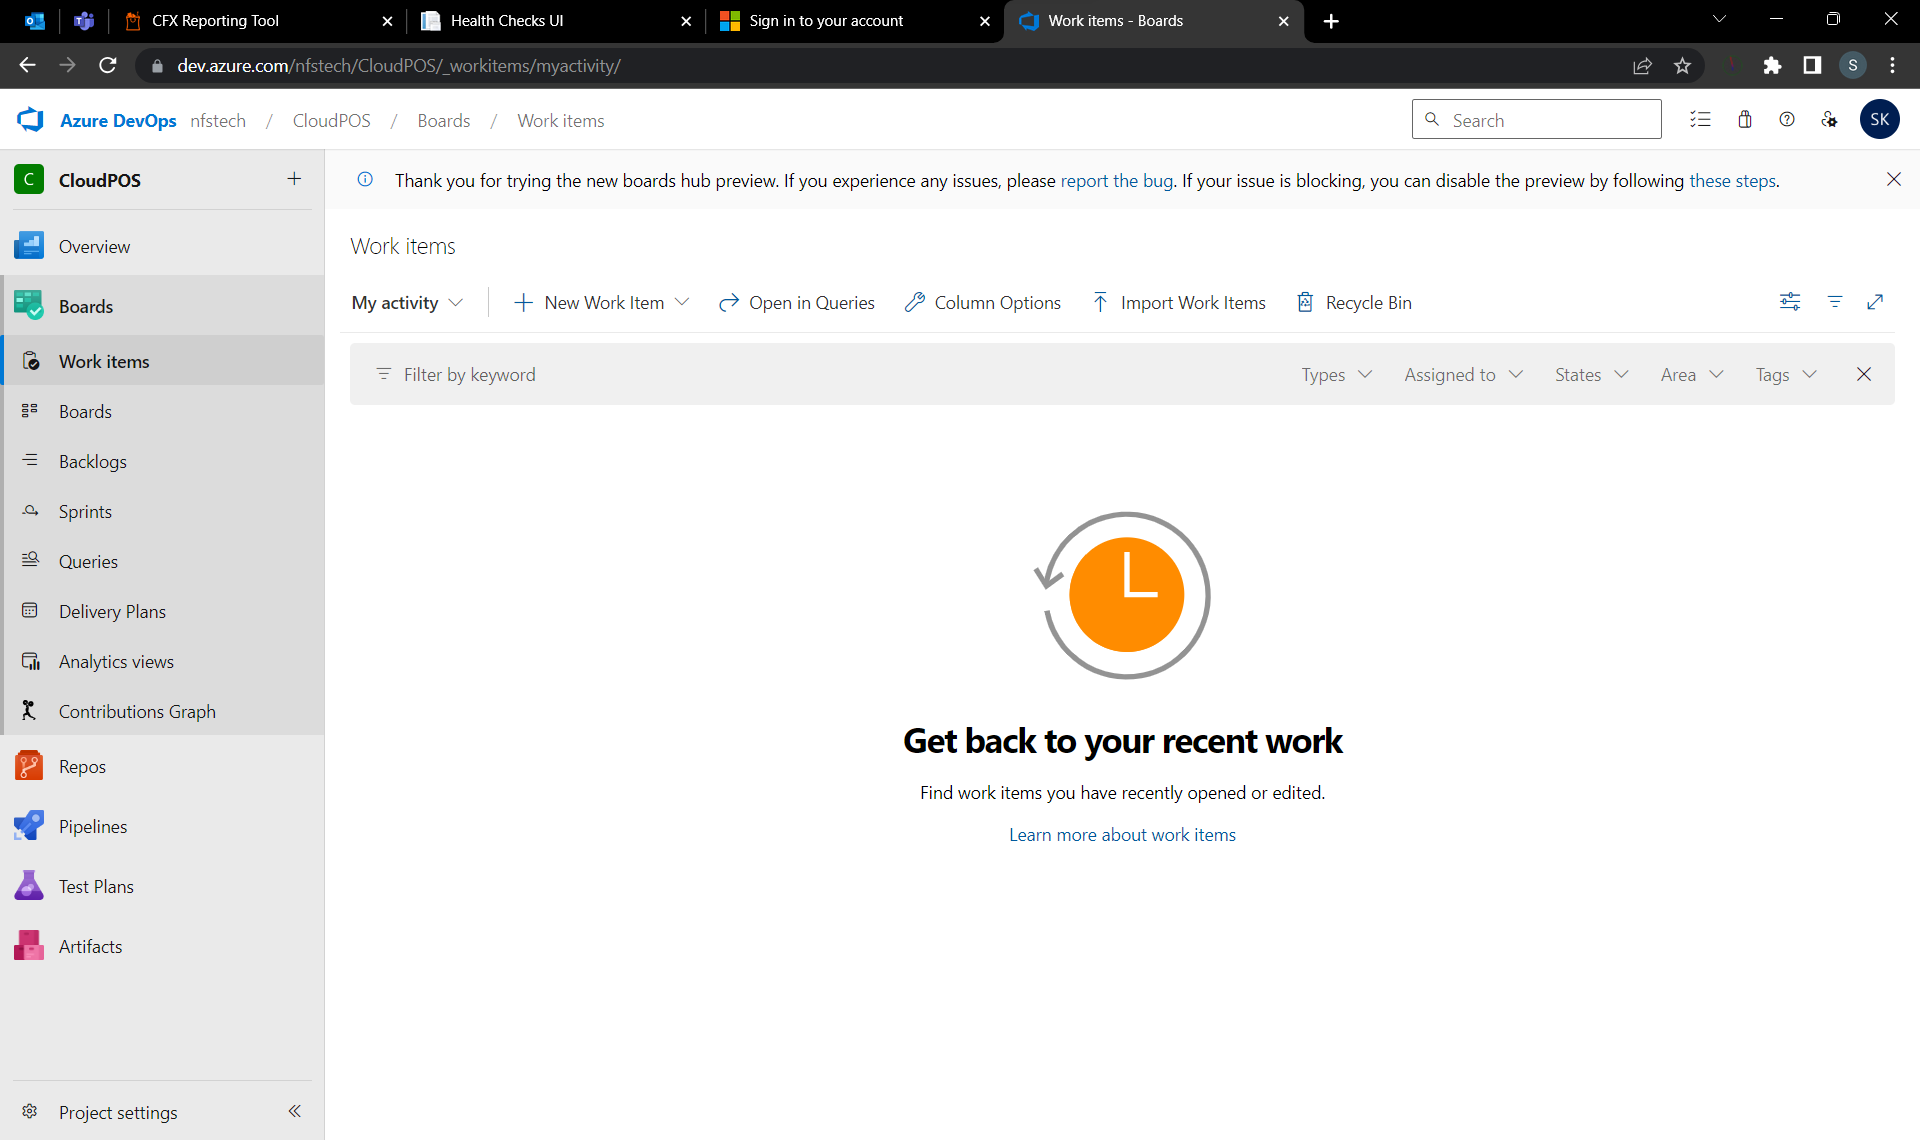 CFX Reporting Tool
Health Checks UI
Sign in to your account
Work items - Boards
dev.azure.com/nfstech/CloudPOS/_workitems/myactivity/
S
Azure DevOps nfstech / CloudPOS / Boards / Work items
Search
SK
C CloudPOS
Thank you for trying the new boards hub preview. If you experience any issues, please report the bug. If your issue is blocking, you can disable the preview by following these steps.
Overview
Boards
Work items
Boards
Backlogs
Sprints
Queries
Delivery Plans
Analytics views
Contributions Graph
Repos
Pipelines
Test Plans
Artifacts
Project settings
Work items
My activity
New Work Item
Open in Queries
Column Options
Import Work Items
Recycle Bin
Filter by keyword
Types
Assigned to
States
Area
Tags
Get back to your recent work
Find work items you have recently opened or edited.
Learn more about work items